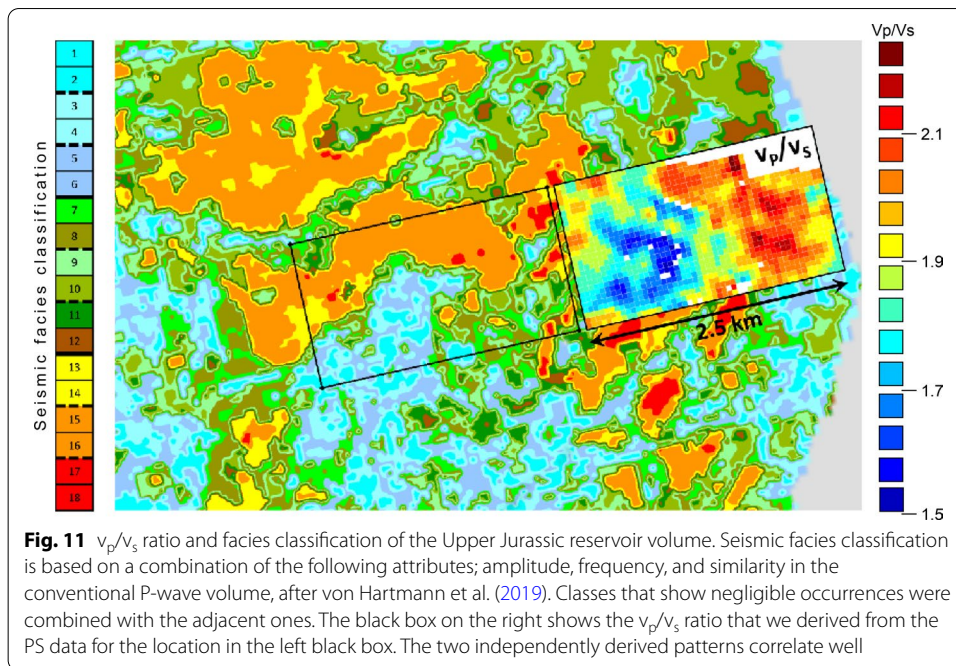 Vp/Vs
Seismic facies classification
1
2
3
4
5
6
7
8
9
10
11
12
13
14
15
16
17
18
vp/vs
2.5 km
2.1
1.9
1.7
1.5
Fig. 11 vp/vs ratio and facies classification of the Upper Jurassic reservoir volume. Seismic facies classification
is based on a combination of the following attributes; amplitude, frequency, and similarity in the
conventional P-wave volume, after von Hartmann et al. (2019). Classes that show negligible occurrences were
combined with the adjacent ones. The black box on the right shows the vp/vs ratio that we derived from the
PS data for the location in the left black box. The two independently derived patterns correlate well